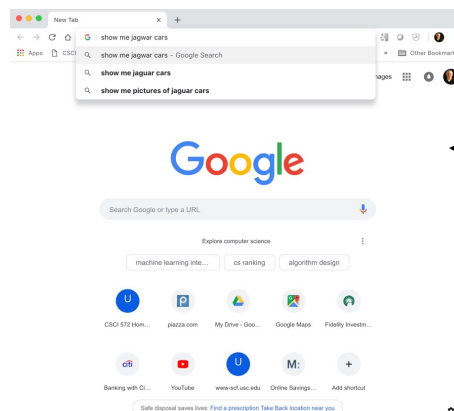 New Tab
show me jagwar cars
show me jagwar cars - Google Search
show me jaguar cars
show me pictures of jaguar cars
Apps
CSCI
» Other Bookmark
Google
Search Google or type a URL
Explore computer science
machine learning inte...
cs ranking
algorithm design
U
CSCI 572 Hom...
piazza.com
My Drive - Goo...
Google Maps
Fidelity Investm...
citi
U
M:
Banking with Ci...
YouTube
www-scf.usc.edu
Online Savings...
Add shortcut
Safe disposal saves lives: Find a prescription Take Back location near you